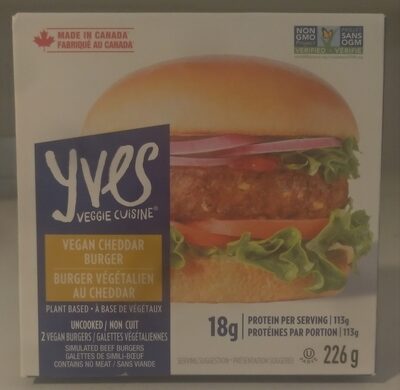 MADE IN CANADA
FABRIQUÉ AU CANADA
NON
GMO
Project
VERIFIED
PROJET
SANS
OGM
VÉRIFIÉ
yves
VEGGIE CUISINE®
VEGAN CHEDDAR
BURGER
BURGER VÉGÉTALIEN
AU CHEDDAR
PLANT BASED • À BASE DE VÉGÉTAUX
UNCOOKED / NON CUIT
2 VEGAN BURGERS / GALETTES VÉGÉTALIENNES
SIMULATED BEEF BURGERS
GALETTES DE SIMILI-BŒUF
CONTAINS NO MEAT / SANS VIANDE
18g PROTEIN PER SERVING | 113g
PROTÉINES PAR PORTION | 113g
SERVING SUGGESTION • PRÉSENTATION SUGGÉRÉE
U
226 g